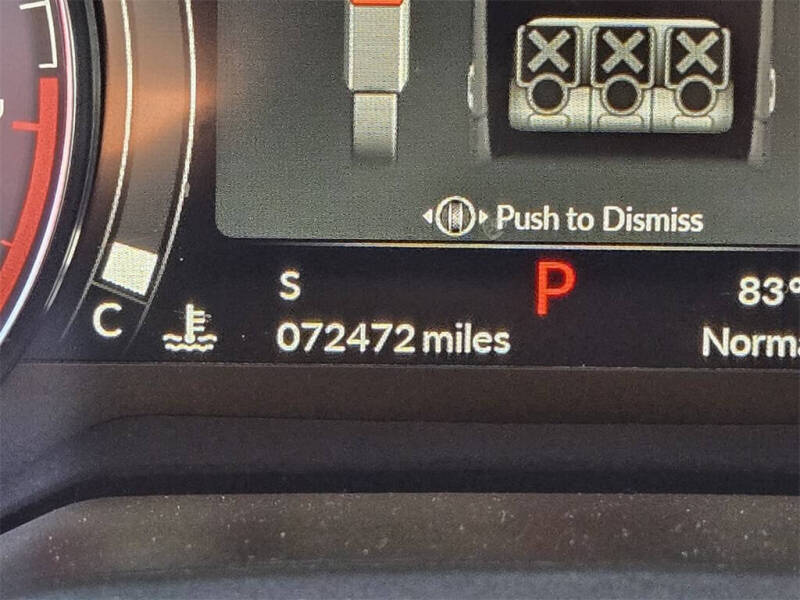 Push to Dismiss
S
P
83°
C
072472 miles
Norma